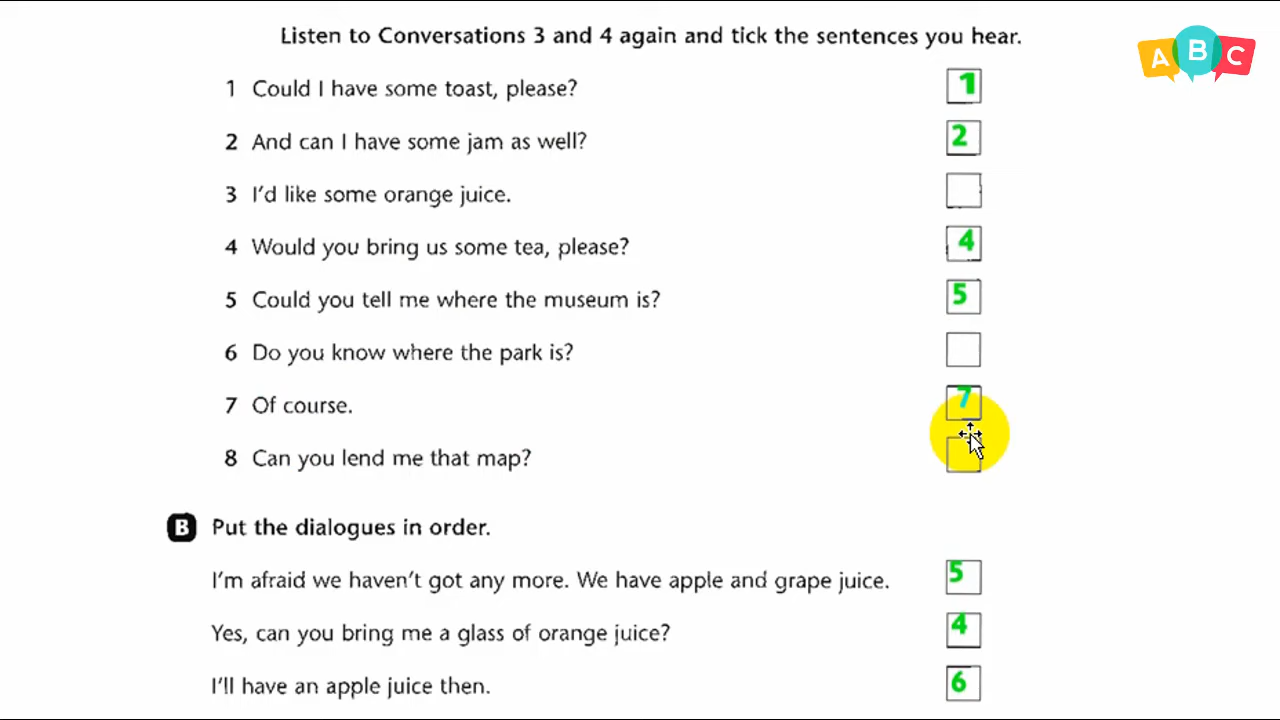 Listen to Conversations 3 and 4 again and tick the sentences you hear.
A B C
1 Could I have some toast, please? 1
2 And can I have some jam as well? 2
3 I'd like some orange juice.
4 Would you bring us some tea, please? 4
5 Could you tell me where the museum is? 5
6 Do you know where the park is?
7 Of course. 7
8 Can you lend me that map?
B Put the dialogues in order.
I'm afraid we haven't got any more. We have apple and grape juice. 5
Yes, can you bring me a glass of orange juice? 4
I'll have an apple juice then. 6